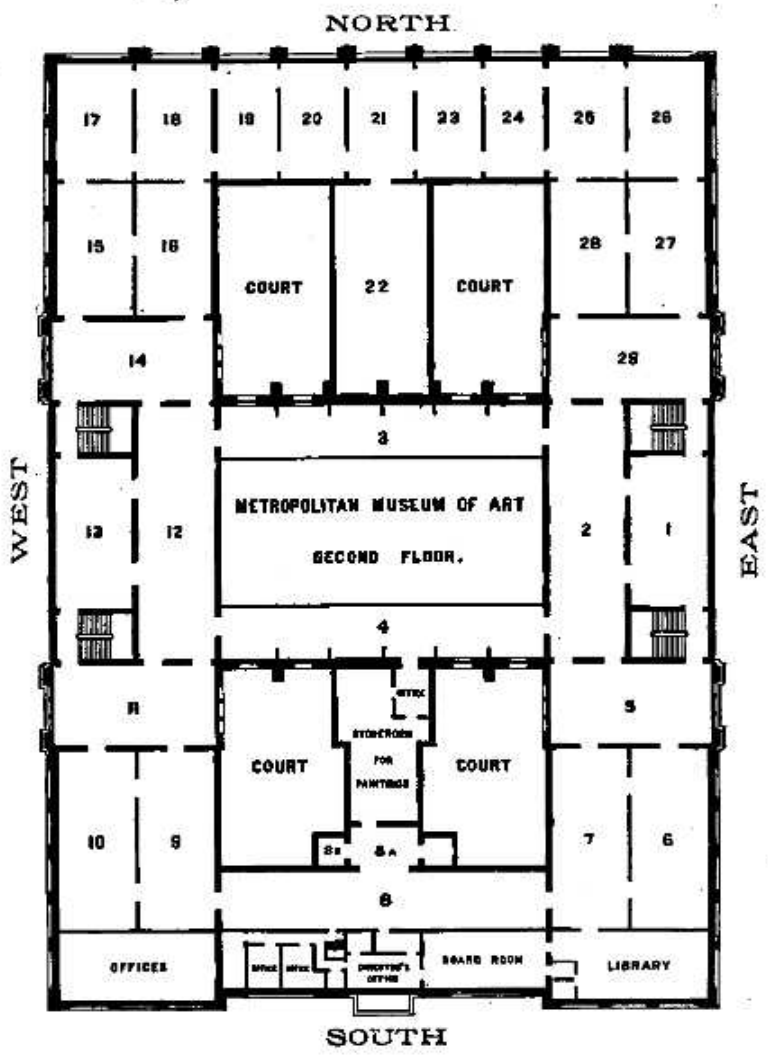 NORTH
17 18 19 20 21 23 24 25 26
15 16 COURT 22 COURT 28 27
14 29
3
METROPOLITAN MUSEUM OF ART
SECOND FLOOR.
WEST 13 12 2 1 EAST
4
OFFICE
11 5
STOREROOM
FOR
PAINTINGS
COURT COURT
10 9 8B 8A 7 6
8
OFFICES OFFICE OFFICE DIRECTOR'S
OFFICE
BOARD ROOM LIBRARY
SOUTH